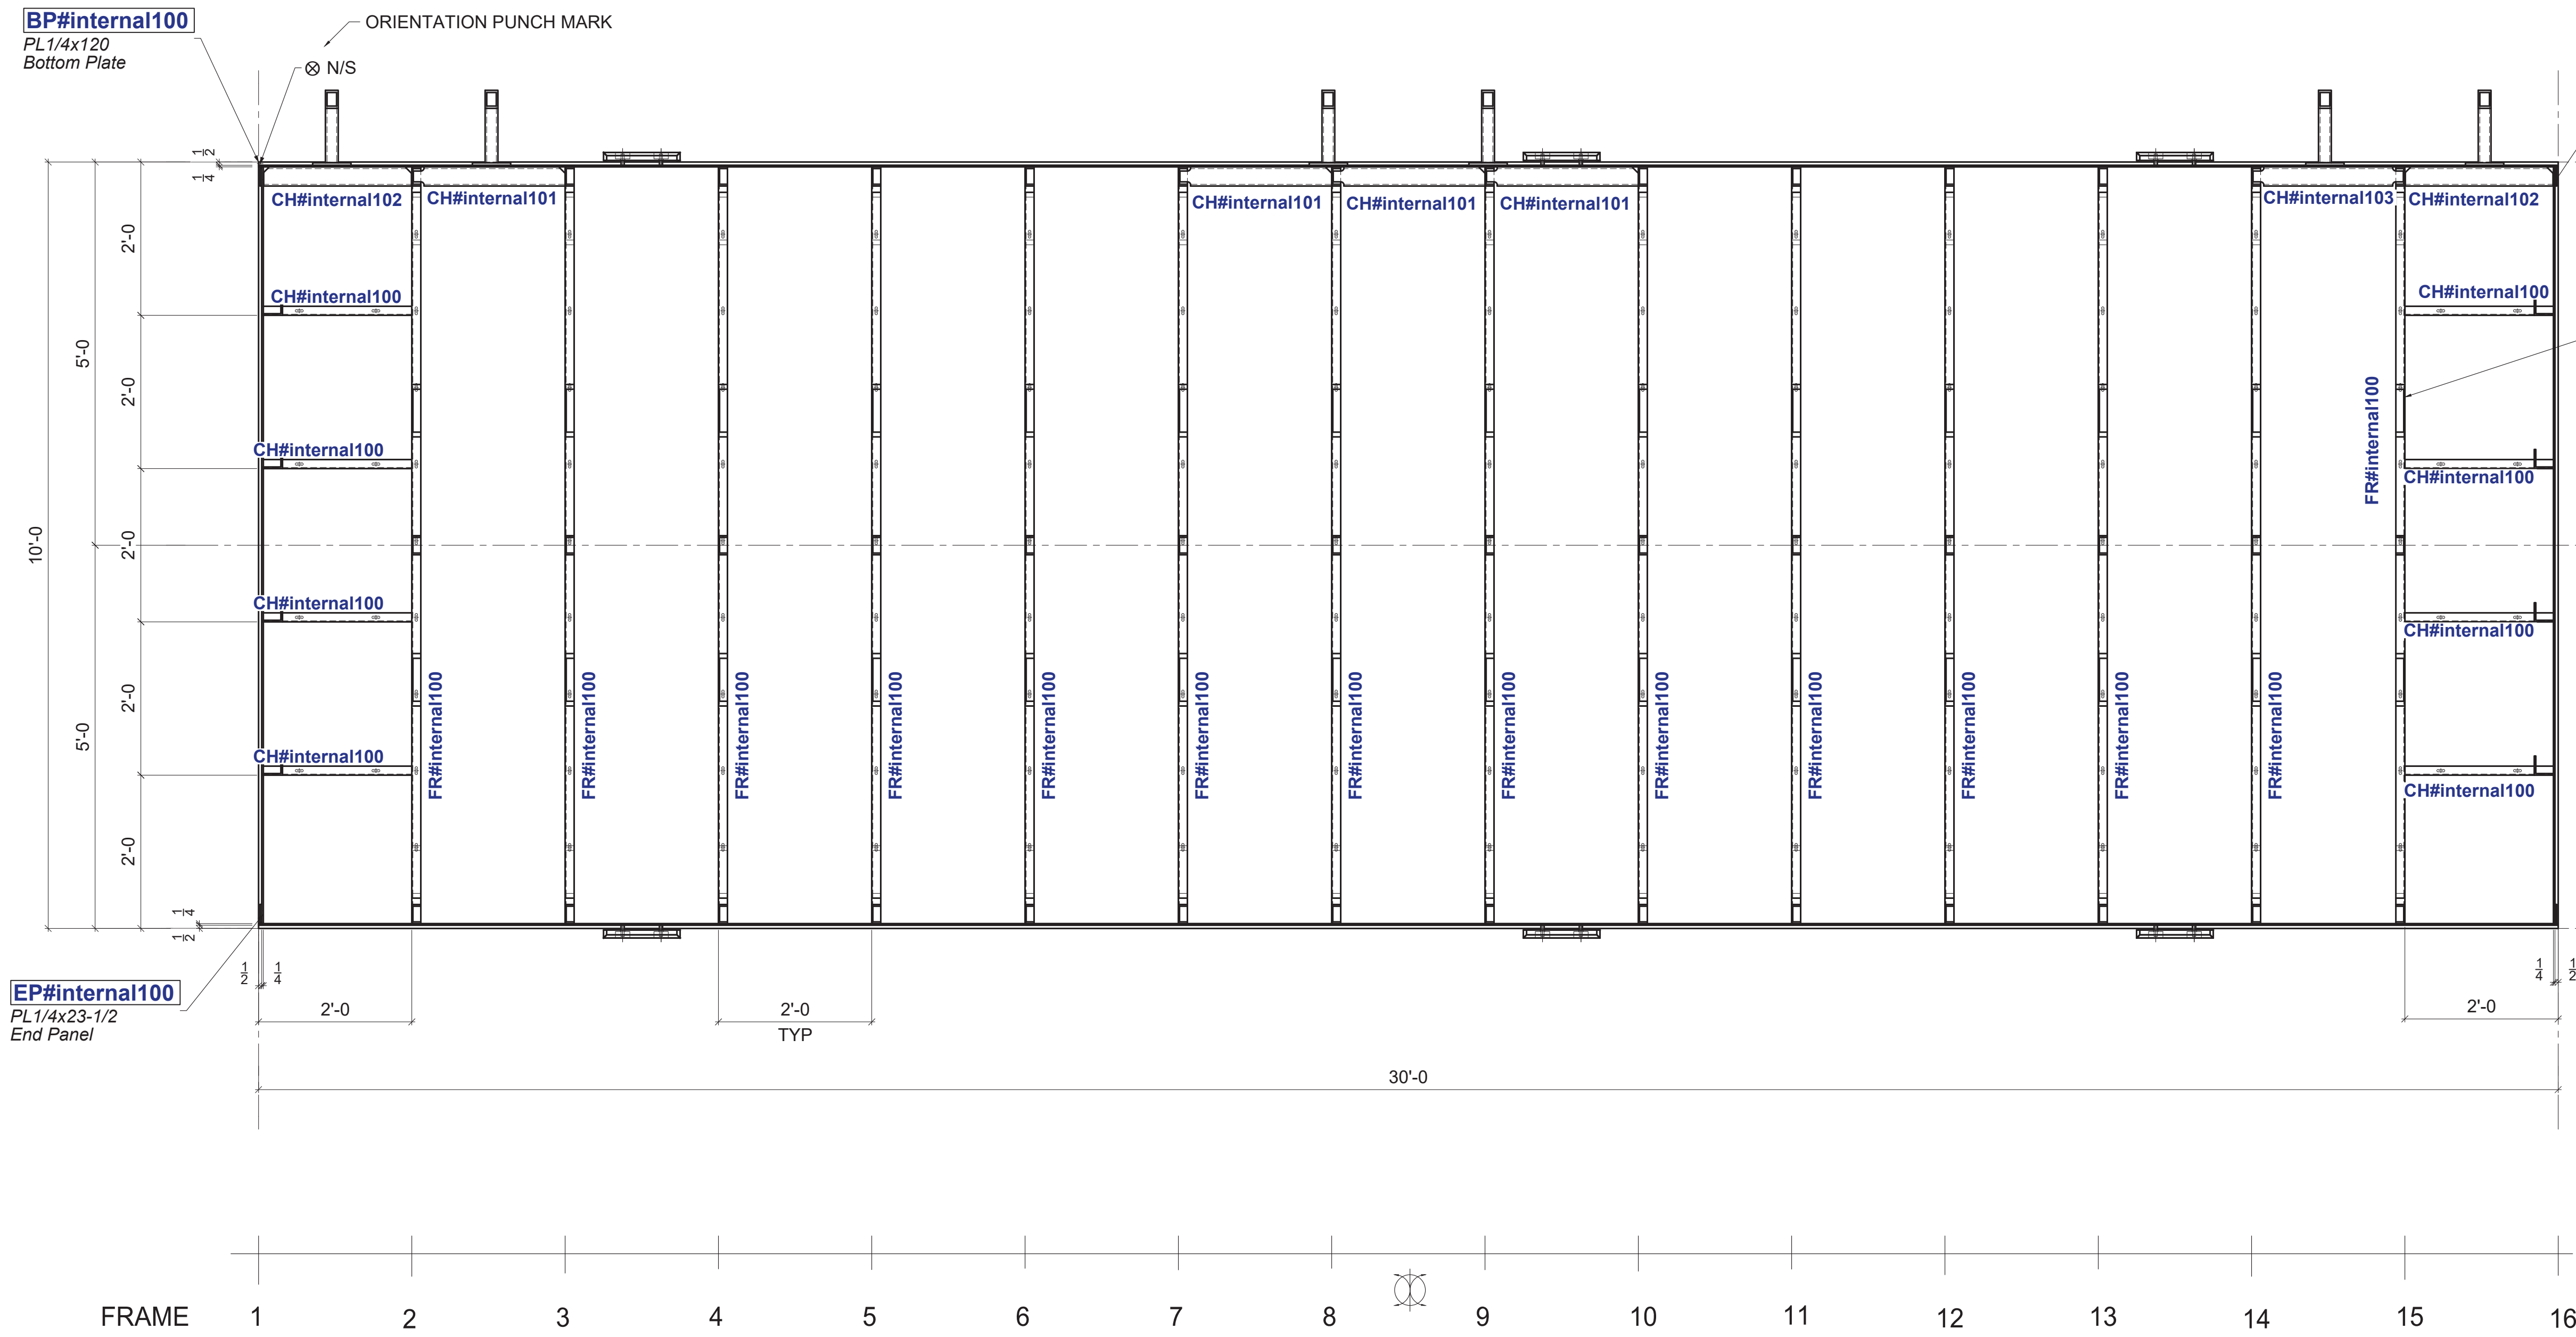 BP#internal100
PL1/4x120
Bottom Plate
ORIENTATION PUNCH MARK
N/S
1/2
1/4
CH#internal102
CH#internal101
CH#internal101
CH#internal101
CH#internal101
CH#internal103
CH#internal102
2'-0
CH#internal100
CH#internal100
5'-0
2'-0
FR#internal100
CH#internal100
CH#internal100
10'-0
2'-0
CH#internal100
CH#internal100
2'-0
5'-0
FR#internal100
FR#internal100
FR#internal100
FR#internal100
FR#internal100
FR#internal100
FR#internal100
FR#internal100
FR#internal100
FR#internal100
FR#internal100
FR#internal100
FR#internal100
CH#internal100
CH#internal100
2'-0
1/4
1/2
1/2
1/4
1/4
1/2
EP#internal100
PL1/4x23-1/2
End Panel
2'-0
2'-0
TYP
2'-0
30'-0
FRAME 1 2 3 4 5 6 7 8 9 10 11 12 13 14 15 16